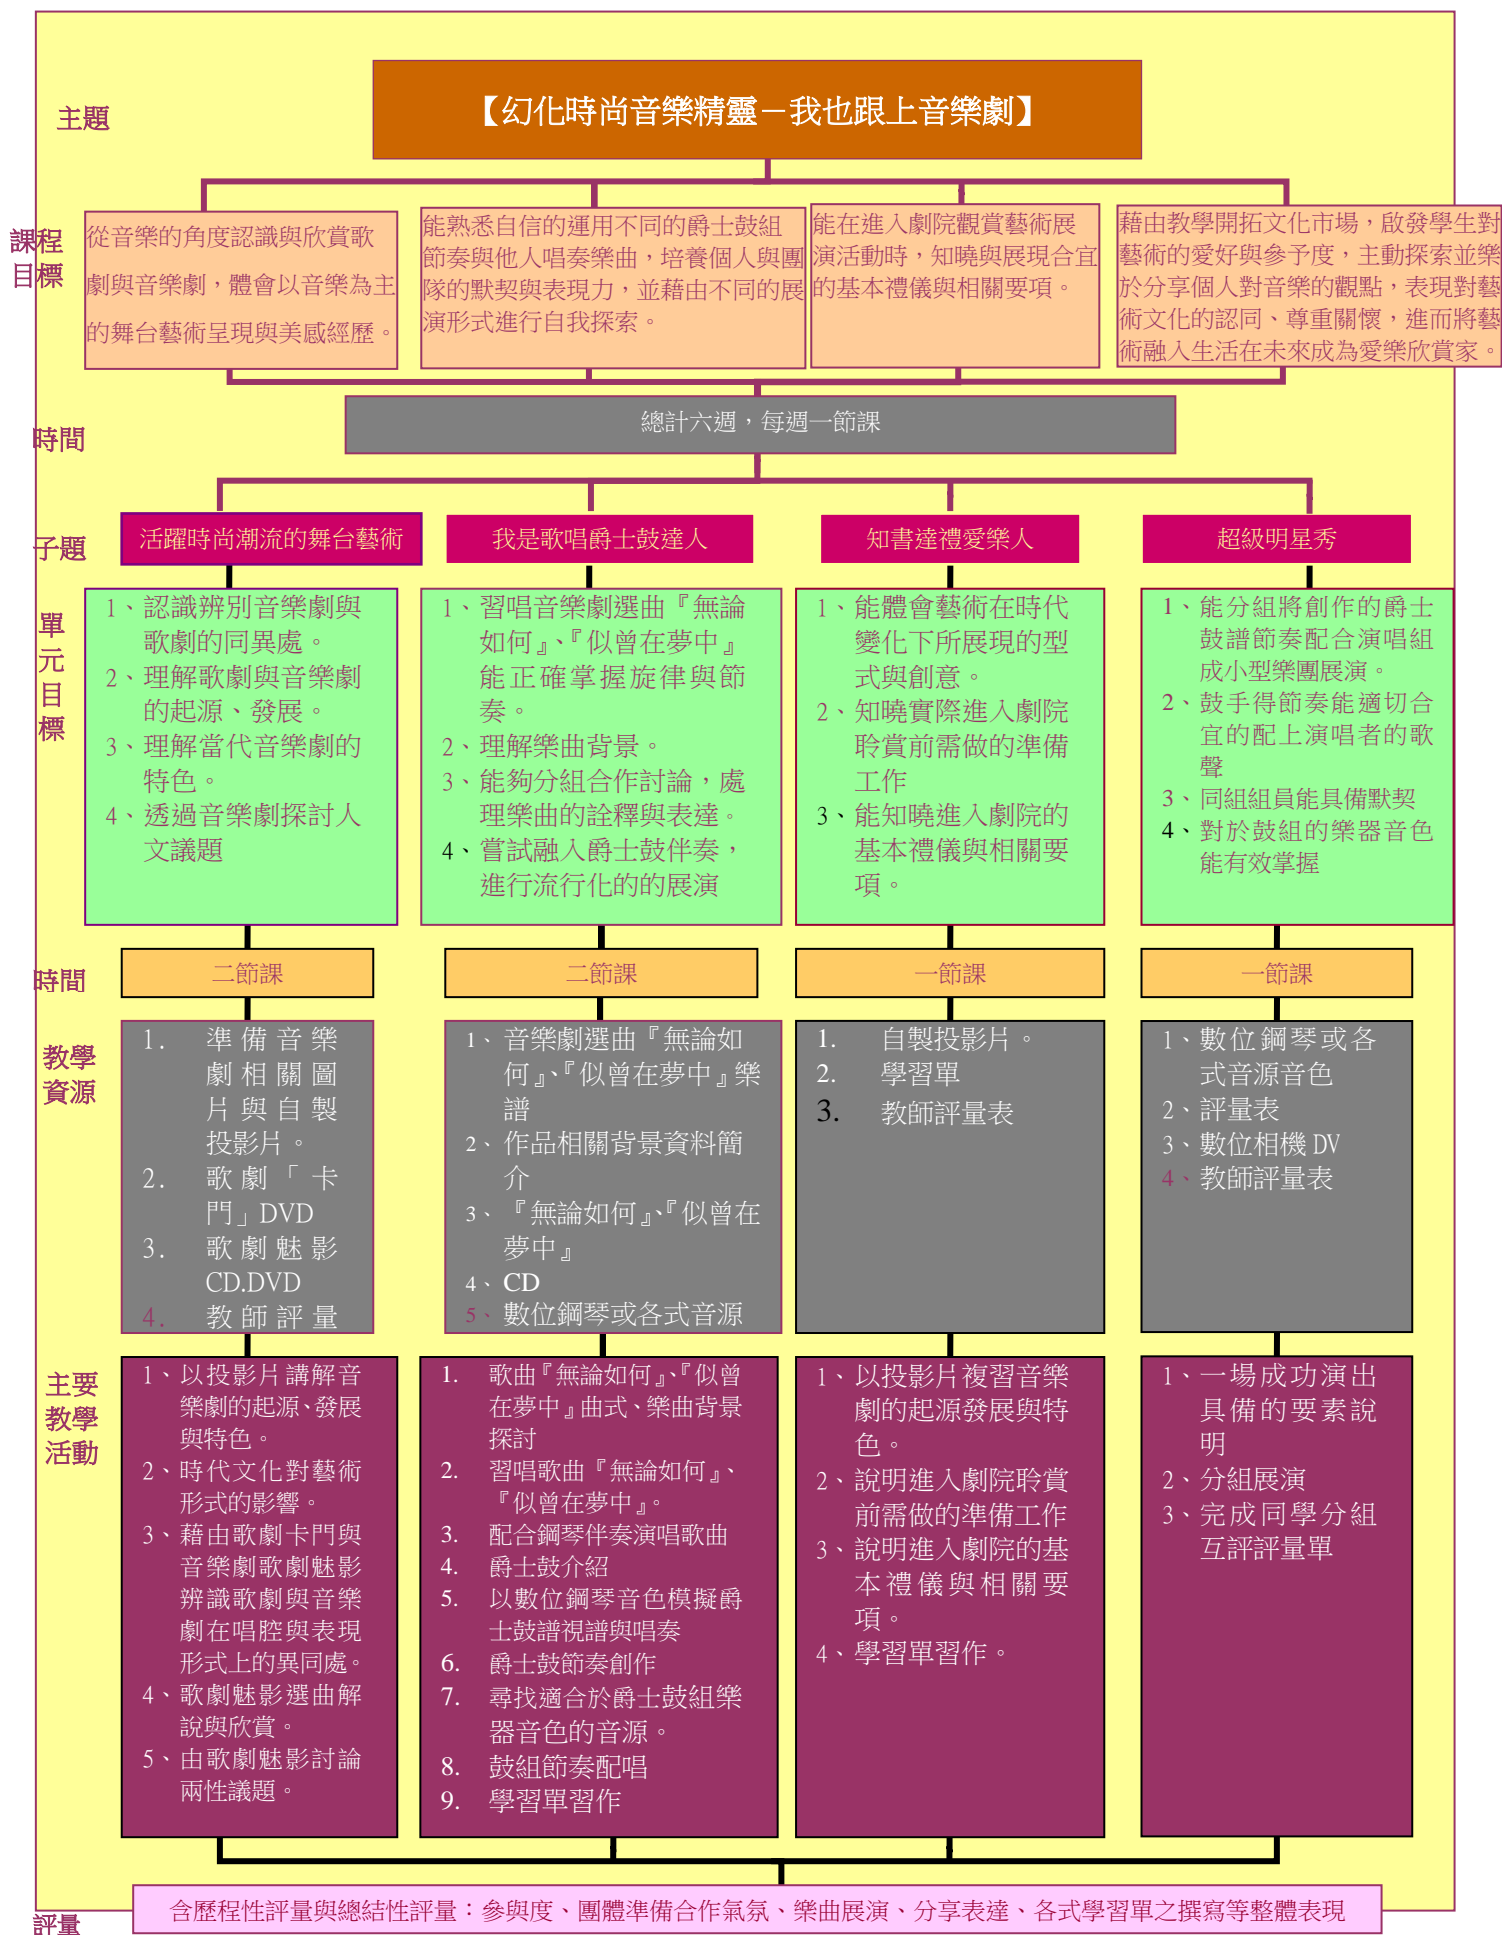 主題
【幻化時尚音樂精靈－我也跟上音樂劇】
課程
目標
從音樂的角度認識與欣賞歌
劇與音樂劇，體會以音樂為主
的舞台藝術呈現與美感經歷。
能熟悉自信的運用不同的爵士鼓組
節奏與他人唱奏樂曲，培養個人與團
隊的默契與表現力，並藉由不同的展
演形式進行自我探索。
能在進入劇院觀賞藝術展
演活動時，知曉與展現合宜
的基本禮儀與相關要項。
藉由教學開拓文化市場，啟發學生對
藝術的愛好與參予度，主動探索並樂
於分享個人對音樂的觀點，表現對藝
術文化的認同、尊重關懷，進而將藝
術融入生活在未來成為愛樂欣賞家。
時間
總計六週，每週一節課
子題
活躍時尚潮流的舞台藝術
我是歌唱爵士鼓達人
知書達禮愛樂人
超級明星秀
單
元
目
標
1、認識辨別音樂劇與
歌劇的同異處。
2、理解歌劇與音樂劇
的起源、發展。
3、理解當代音樂劇的
特色。
4、透過音樂劇探討人
文議題
1、習唱音樂劇選曲『無論
如何』、『似曾在夢中』
能正確掌握旋律與節
奏。
2、理解樂曲背景。
3、能夠分組合作討論，處
理樂曲的詮釋與表達。
4、嘗試融入爵士鼓伴奏，
進行流行化的的展演
1、能體會藝術在時代
變化下所展現的型
式與創意。
2、知曉實際進入劇院
聆賞前需做的準備
工作
3、能知曉進入劇院的
基本禮儀與相關要
項。
1、能分組將創作的爵士
鼓譜節奏配合演唱組
成小型樂團展演。
2、鼓手得節奏能適切合
宜的配上演唱者的歌
聲
3、同組組員能具備默契
4、對於鼓組的樂器音色
能有效掌握
時間
二節課
二節課
一節課
一節課
教學
資源
1. 準備音樂
劇相關圖
片與自製
投影片。
2. 歌劇「卡
門」DVD
3. 歌劇魅影
CD.DVD
4. 教師評量
1、音樂劇選曲『無論如
何』、『似曾在夢中』樂
譜
2、作品相關背景資料簡
介
3、『無論如何』、『似曾在
夢中』
4、CD
5、數位鋼琴或各式音源
1. 自製投影片。
2. 學習單
3. 教師評量表
1、數位鋼琴或各
式音源音色
2、評量表
3、數位相機 DV
4、教師評量表
主要
教學
活動
1、以投影片講解音
樂劇的起源、發展
與特色。
2、時代文化對藝術
形式的影響。
3、藉由歌劇卡門與
音樂劇歌劇魅影
辨識歌劇與音樂
劇在唱腔與表現
形式上的異同處。
4、歌劇魅影選曲解
說與欣賞。
5、由歌劇魅影討論
兩性議題。
1. 歌曲『無論如何』、『似曾
在夢中』曲式、樂曲背景
探討
2. 習唱歌曲『無論如何』、
『似曾在夢中』。
3. 配合鋼琴伴奏演唱歌曲
4. 爵士鼓介紹
5. 以數位鋼琴音色模擬爵
士鼓譜視譜與唱奏
6. 爵士鼓節奏創作
7. 尋找適合於爵士鼓組樂
器音色的音源。
8. 鼓組節奏配唱
9. 學習單習作
1、以投影片複習音樂
劇的起源發展與特
色。
2、說明進入劇院聆賞
前需做的準備工作
3、說明進入劇院的基
本禮儀與相關要
項。
4、學習單習作。
1、一場成功演出
具備的要素說
明
2、分組展演
3、完成同學分組
互評評量單
評量
含歷程性評量與總結性評量：參與度、團體準備合作氣氛、樂曲展演、分享表達、各式學習單之撰寫等整體表現